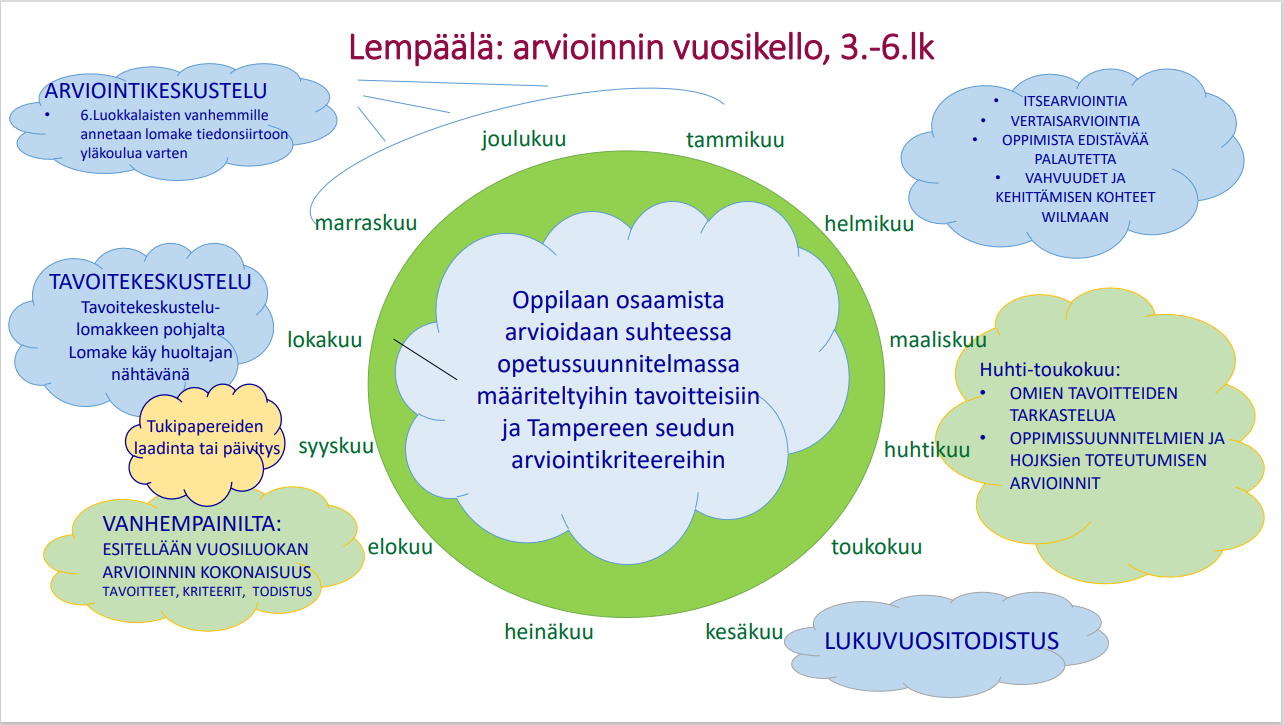 Lempäälä: arvioinnin vuosikello, 3.-6.lk
ARVIOINTIKESKUSTELU
• 6.Luokkalaisten vanhemmille
annetaan lomake tiedonsiirtoon
yläkoulua varten
• ITSEARVIOINTIA
• VERTAISARVIOINTIA
• OPPIMISTA EDISTÄVÄÄ
PALAUTETTA
• VAHVUUDET JA
KEHITTÄMISEN KOHTEET
WILMAAN
joulukuu
tammikuu
marraskuu
helmikuu
TAVOITEKESKUSTELU
Tavoitekeskustelu-
lomakkeen pohjalta
Lomake käy huoltajan
nähtävänä
lokakuu
maaliskuu
Oppilaan osaamista
arvioidaan suhteessa
opetussuunnitelmassa
määriteltyihin tavoitteisiin
ja Tampereen seudun
arviointikriteereihin
Huhti-toukokuu:
• OMIEN TAVOITTEIDEN
TARKASTELUA
• OPPIMISSUUNNITELMIEN JA
HOJKSien TOTEUTUMISEN
ARVIOINNIT
Tukipapereiden
laadinta tai päivitys
syyskuu
huhtikuu
VANHEMPAINILTA:
ESITELLÄÄN VUOSILUOKAN
ARVIOINNIN KOKONAISUUS
TAVOITTEET, KRITEERIT, TODISTUS
elokuu
toukokuu
heinäkuu
kesäkuu
LUKUVUOSITODISTUS